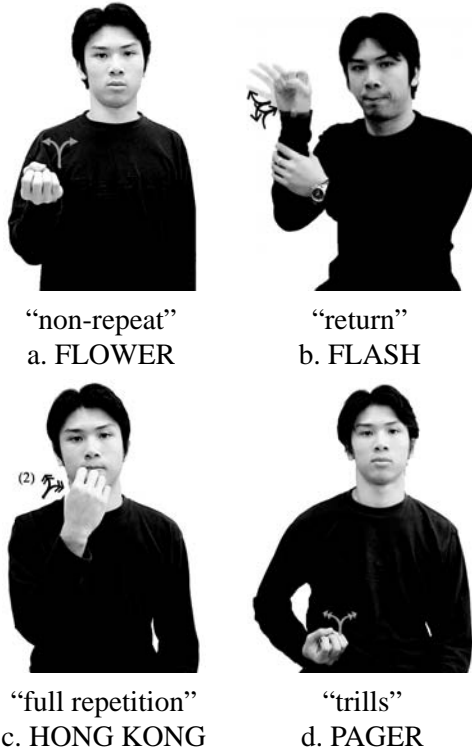 “non-repeat”
a. FLOWER
“return”
b. FLASH
(2)
“full repetition”
c. HONG KONG
“trills”
d. PAGER